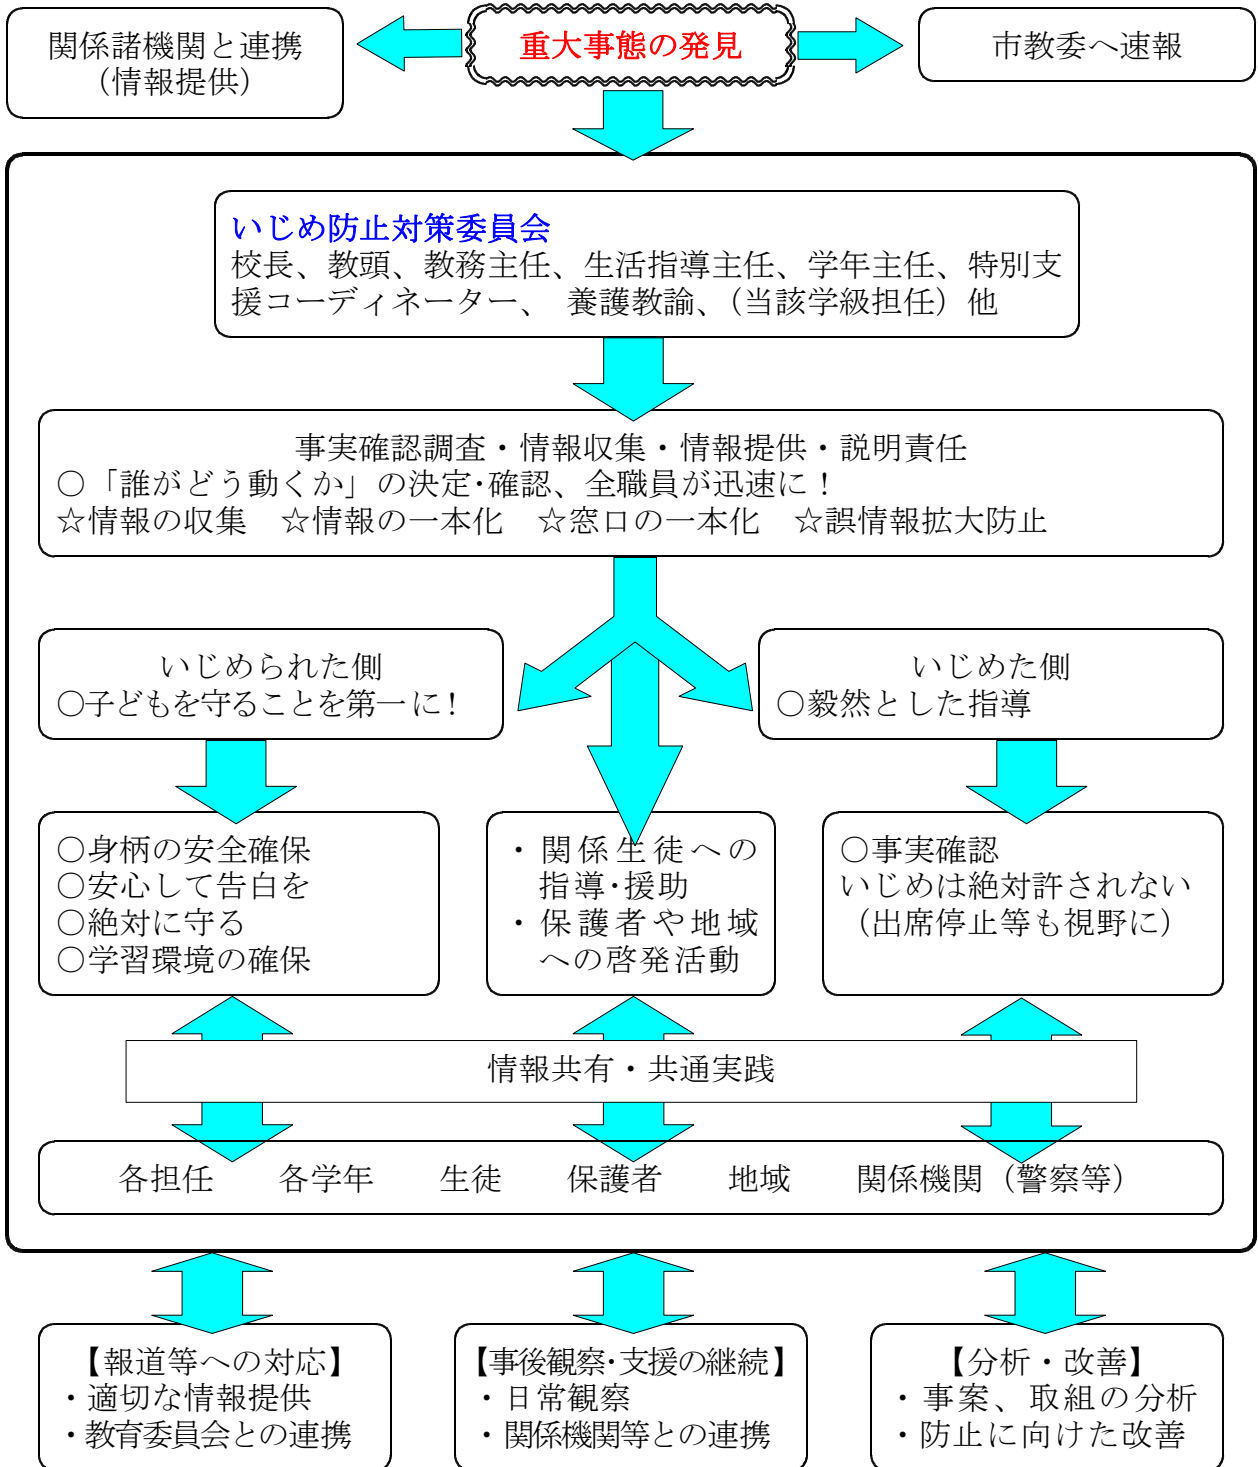 関係諸機関と連携
（情報提供）
重大事態の発見
市教委へ速報
いじめ防止対策委員会
校長、教頭、教務主任、生活指導主任、学年主任、特別支
援コーディネーター、　養護教諭、（当該学級担任）他
事実確認調査・情報収集・情報提供・説明責任
○「誰がどう動くか」の決定・確認、全職員が迅速に！
☆情報の収集　☆情報の一本化　☆窓口の一本化　☆誤情報拡大防止
いじめられた側
○子どもを守ることを第一に！
いじめた側
○毅然とした指導
○身柄の安全確保
○安心して告白を
○絶対に守る
○学習環境の確保
・関係生徒への
指導・援助
・保護者や地域
への啓発活動
○事実確認
いじめは絶対許されない
（出席停止等も視野に）
情報共有・共通実践
各担任　　各学年　　生徒　　保護者　　地域　　関係機関（警察等）
【報道等への対応】
・適切な情報提供
・教育委員会との連携
【事後観察・支援の継続】
・日常観察
・関係機関等との連携
【分析・改善】
・事案、取組の分析
・防止に向けた改善